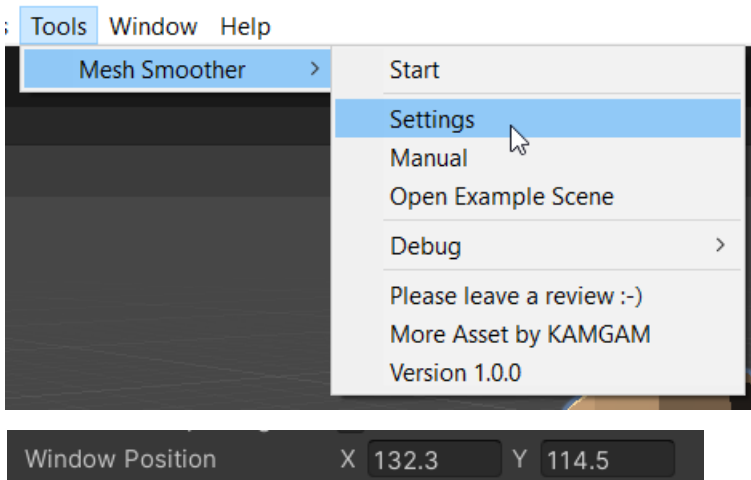 Tools Window Help
Mesh Smoother >
Start
Settings
Manual
Open Example Scene
Debug >
Please leave a review :-)
More Asset by KAMGAM
Version 1.0.0
Window Position X 132.3 Y 114.5